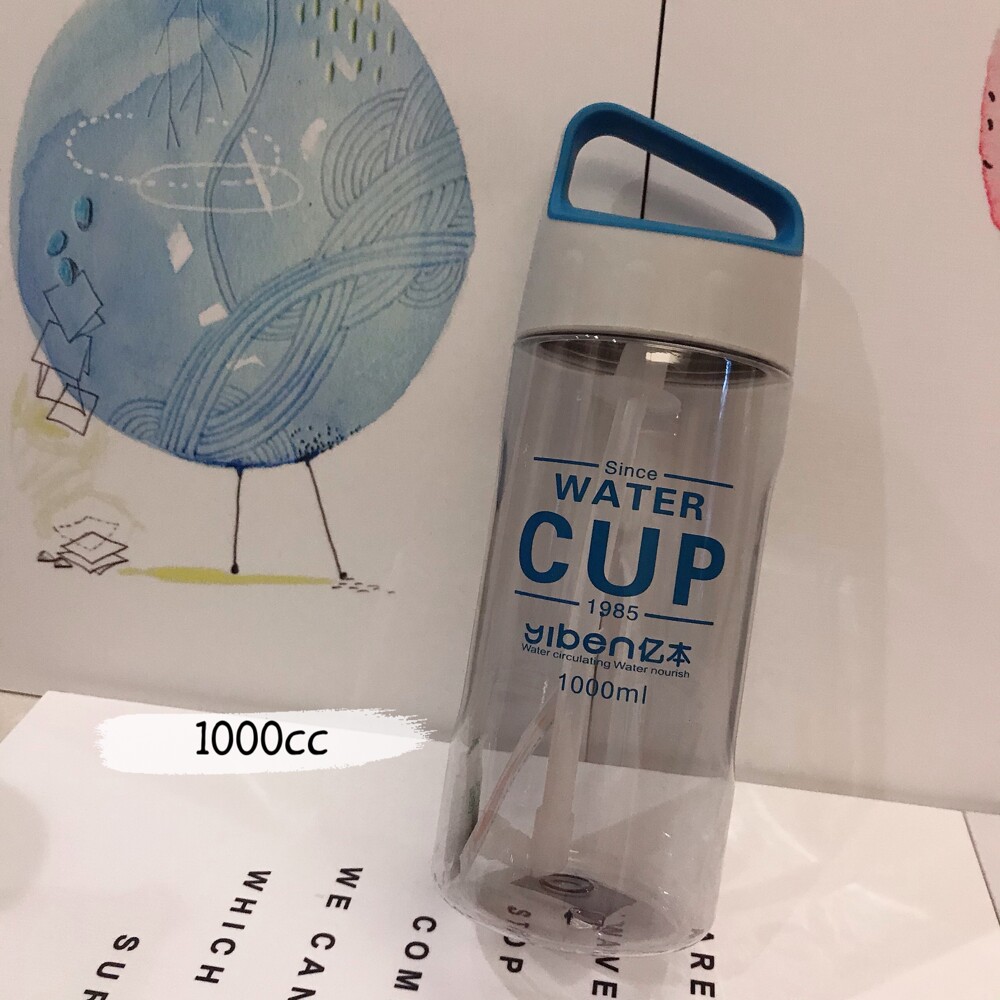 Since
WATER
CUP
1985
yiben亿本
Water circulating Water nourish
1000ml
1000cc
WE CAN
WHICH
COM
STOP